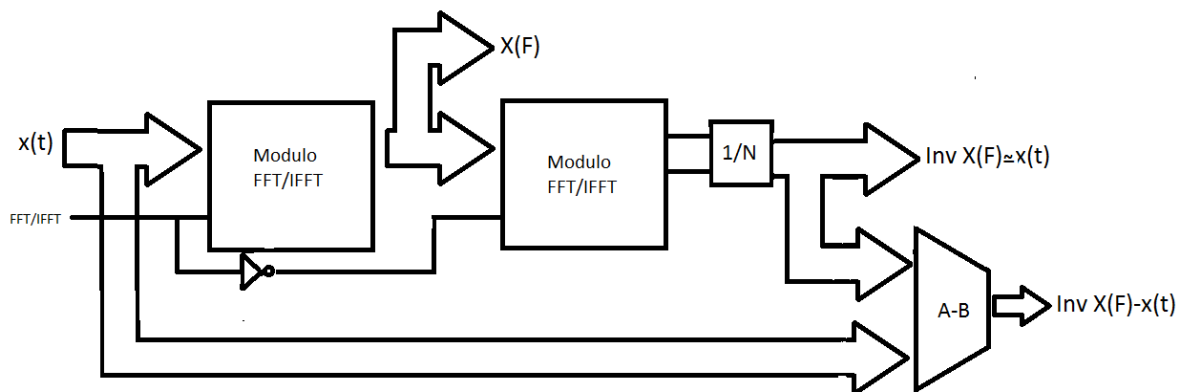 X(F)
x(t)
Modulo
FFT/IFFT
Modulo
FFT/IFFT
1/N
Inv X(F)≃x(t)
FFT/IFFT
A-B
Inv X(F)-x(t)